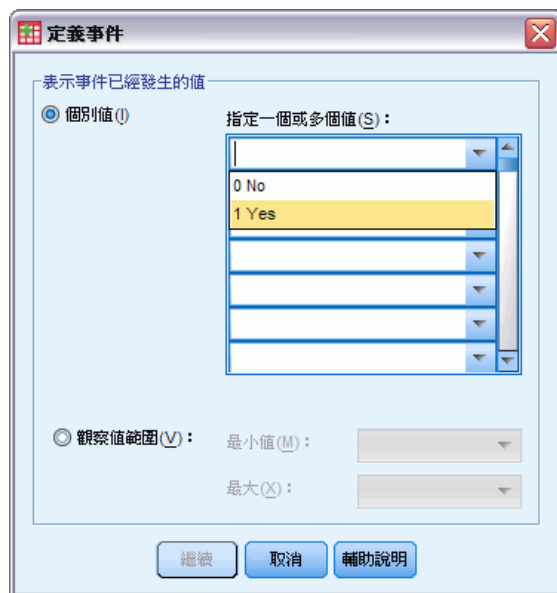 定義事件
表示事件已經發生的值
個別值(I)
指定一個或多個值(S):
0 No
1 Yes
觀察值範圍(V):
最小值(M):
最大(X):
繼續
取消
輔助說明